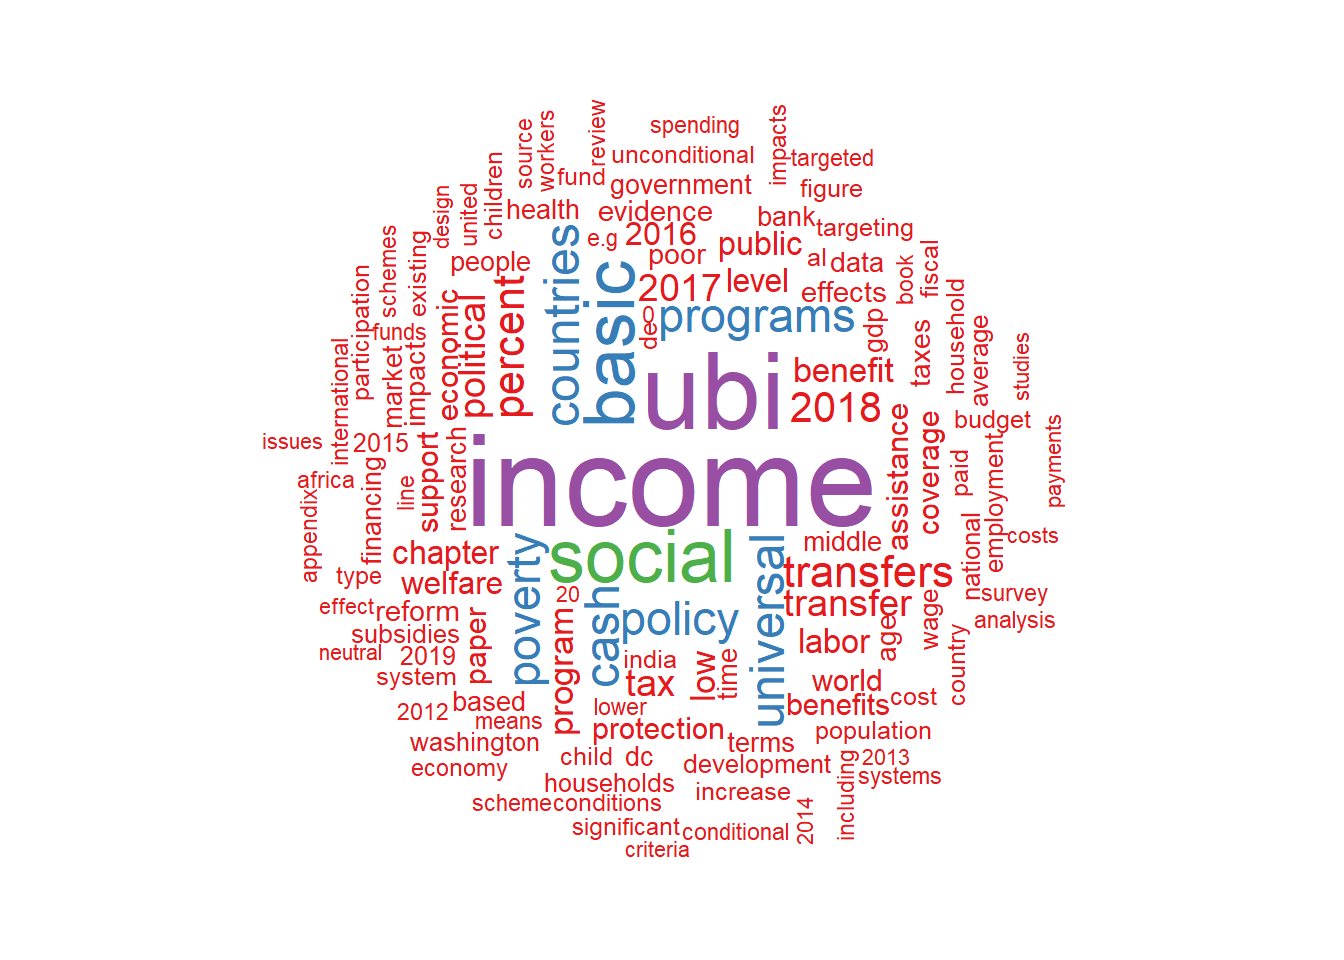 spending
unconditional
impacts
targeted
government
figure
review
fund
workers
source
children
united
design
health
evidence
bank
targeting
e.g
2016
public
poor
al
data
book
fiscal
people
countries
basic
2017
level
effects
household
schemes
existing
participation
funds
economic
political
percent
de
programs
gdp
taxes
average
studies
international
market
impact
ubi
benefit
2018
budget
issues
2015
support
research
income
assistance
coverage
paid
employment
payments
africa
line
financing
appendix
chapter
social
universal
middle
national
costs
type
welfare
poverty
cash
20
transfers
survey
effect
reform
policy
transfer
age
wage
analysis
subsidies
paper
program
labor
country
neutral
2019
india
low
time
system
tax
world
benefits
cost
2012
based
means
lower
protection
terms
population
washington
economy
child
dc
development
2013
systems
households
increase
including
scheme
conditions
2014
significant
conditional
criteria